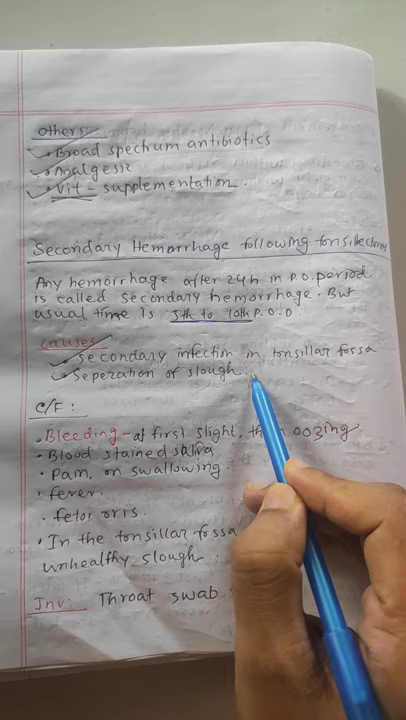 Others:
Broad spectrum antibiotics
Analgesic
Vit - supplementation.
Secondary Hemorrhage following tonsillectomy
Any hemorrhage after 24h in P.O. period
is called secondary hemorrhage. But
usual time is 5th to 10th P.O.D.
Causes:
Secondary infection in tonsillar fossa
Seperation of slough.
C/F:
Bleeding - at first slight, oozing
Blood stained saliva
Pain on swallowing.
fever.
fetor oris.
In the tonsillar fossa
unhealthy slough.
Inv: Throat swab